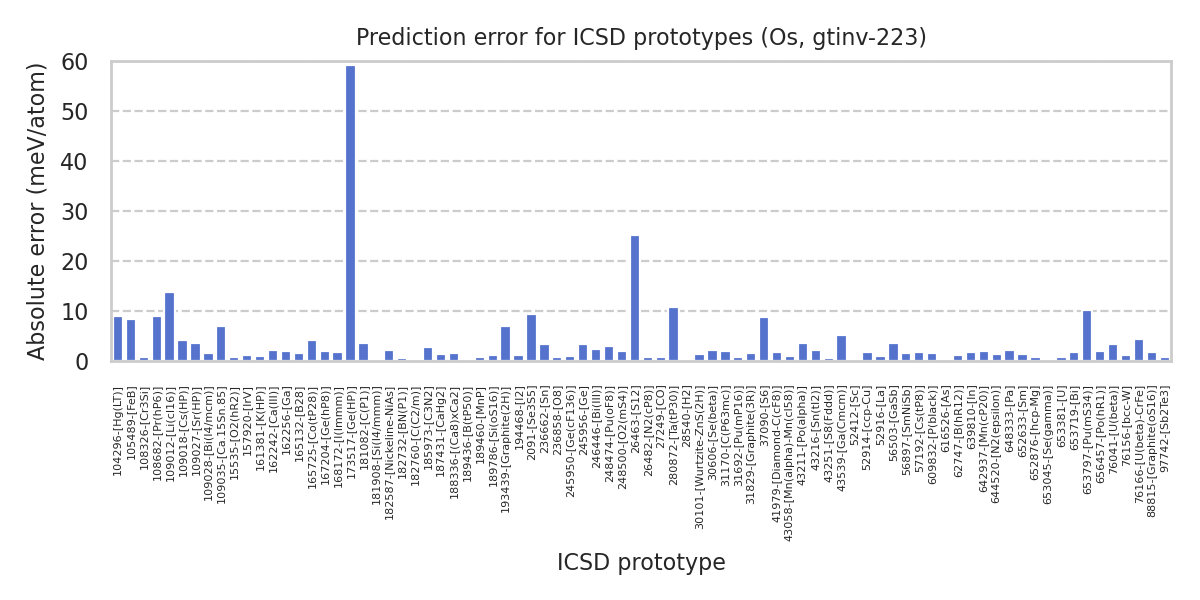 Prediction error for ICSD prototypes (Os, gtinv-223)
Absolute error (meV/atom)
60
50
40
30
20
10
0
104296-[Hg(LT)]
105489-[FeB]
108326-[Cr3Si]
108682-[Pr(hP6)]
109012-[Li(cI16)]
109018-[Cs(HP)]
109027-[Sr(HP)]
109028-[Bi(I4/mcm)]
109035-[Ca.15Sn.85]
15535-[O2(hR2)]
157920-[IrV]
161381-[K(HP)]
162242-[Ca(III)]
162256-[Ga]
165132-[B28]
165725-[Co(tP28)]
167204-[Ge(hP8)]
168172-[I(Immm)]
173517-[Ge(HP)]
181082-[C(P1)]
181908-[Si(I4/mmm)]
182587-[Nickeline-NiAs]
182732-[BN(P1)]
182760-[C(C2/m)]
185973-[C3N2]
187431-[CaHg2]
188336-[(Ca8)xCa2]
189436-[B(tP50)]
189460-[MnP]
189786-[Si(oS16)]
193439-[Graphite(2H)]
194468-[I2]
2091-[Se3S5]
236662-[Sn]
236858-[O8]
245950-[Ge(cF136)]
245956-[Ge]
246446-[Bi(III)]
248474-[Pu(oF8)]
248500-[O2(mS4)]
26463-[S12]
26482-[N2(cP8)]
27249-[CO]
280872-[Ta(tP30)]
28540-[H2]
30101-[Wurtzite-ZnS(2H)]
30606-[Se(beta)]
31170-[C(P63mc)]
31692-[Pu(mP16)]
31829-[Graphite(3R)]
37090-[S6]
41979-[Diamond-C(cF8)]
43058-[Mn(alpha)-Mn(cI58)]
43211-[Po(alpha)]
43216-[Sn(tI2)]
43251-[S8(Fddd)]
43539-[Ga(Cmcm)]
52412-[Sc]
52914-[ccp-Cu]
52916-[La]
56503-[GaSb]
56897-[SmNiSb]
57192-[Cs(tP8)]
609832-[P(black)]
616526-[As]
62747-[B(hR12)]
639810-[In]
642937-[Mn(cP20)]
644520-[N2(epsilon)]
648333-[Pa]
652633-[Sm]
652876-[hcp-Mg]
653045-[Se(gamma)]
653381-[U]
653719-[Bi]
653797-[Pu(mS34)]
656457-[Po(hR1)]
76041-[U(beta)]
76156-[bcc-W]
76166-[U(beta)-CrFe]
88815-[Graphite(oS16)]
97742-[Sb2Te3]
ICSD prototype